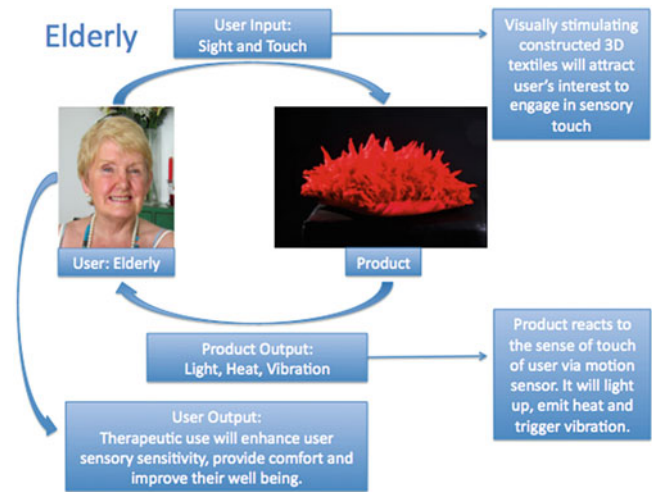 Elderly
User Input:
Sight and Touch
Visually stimulating
constructed 3D
textiles will attract
user's interest to
engage in sensory
touch
User: Elderly
Product
Product Output:
Light, Heat, Vibration
Product reacts to
the sense of touch
of user via motion
sensor. It will light
up, emit heat and
trigger vibration.
User Output:
Therapeutic use will enhance user
sensory sensitivity, provide comfort and
improve their well being.